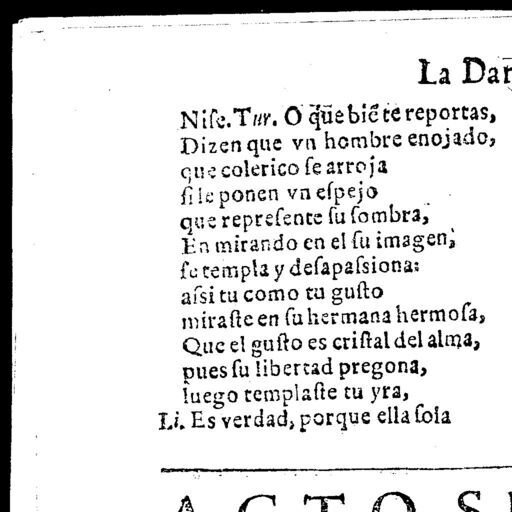 La Dan
Niſe. Tur. O q̃ue biẽ te reportas,
Dizen que vn hombre enojado,
que colerico ſe arroja
ſi le ponen vn eſpejo
que repreſente ſu ſombra,
En mirando en el ſu imagen,
ſe templa y deſapaſsiona:
aſsi tu como tu guſto
miraſte en ſu hermana hermoſa,
Que el guſto es criſtal del alma,
pues ſu libertad pregona,
luego templaſte tu yra,
Li. Es verdad, porque ella ſola
ACTOS